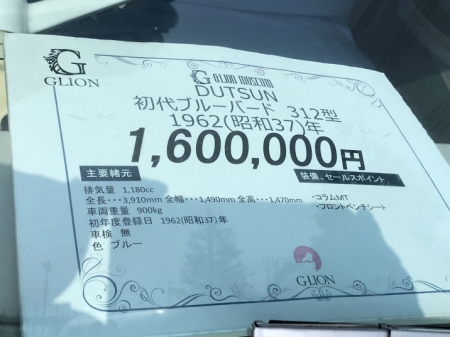 G
GLION
G GLION MUSEUM
DUTSUN
初代ブルーバード 312型
1962(昭和37)年
1,600,000円
主要緒元
装備、セールスポイント
排気量 1,180cc
全長・・・3,910mm 全幅・・・1,490mm 全高・・・1,470mm
・コラムMT
車両重量 900kg
・フロントベンチシート
初年度登録日 1962(昭和37)年
車検 無
色 ブルー
GLION